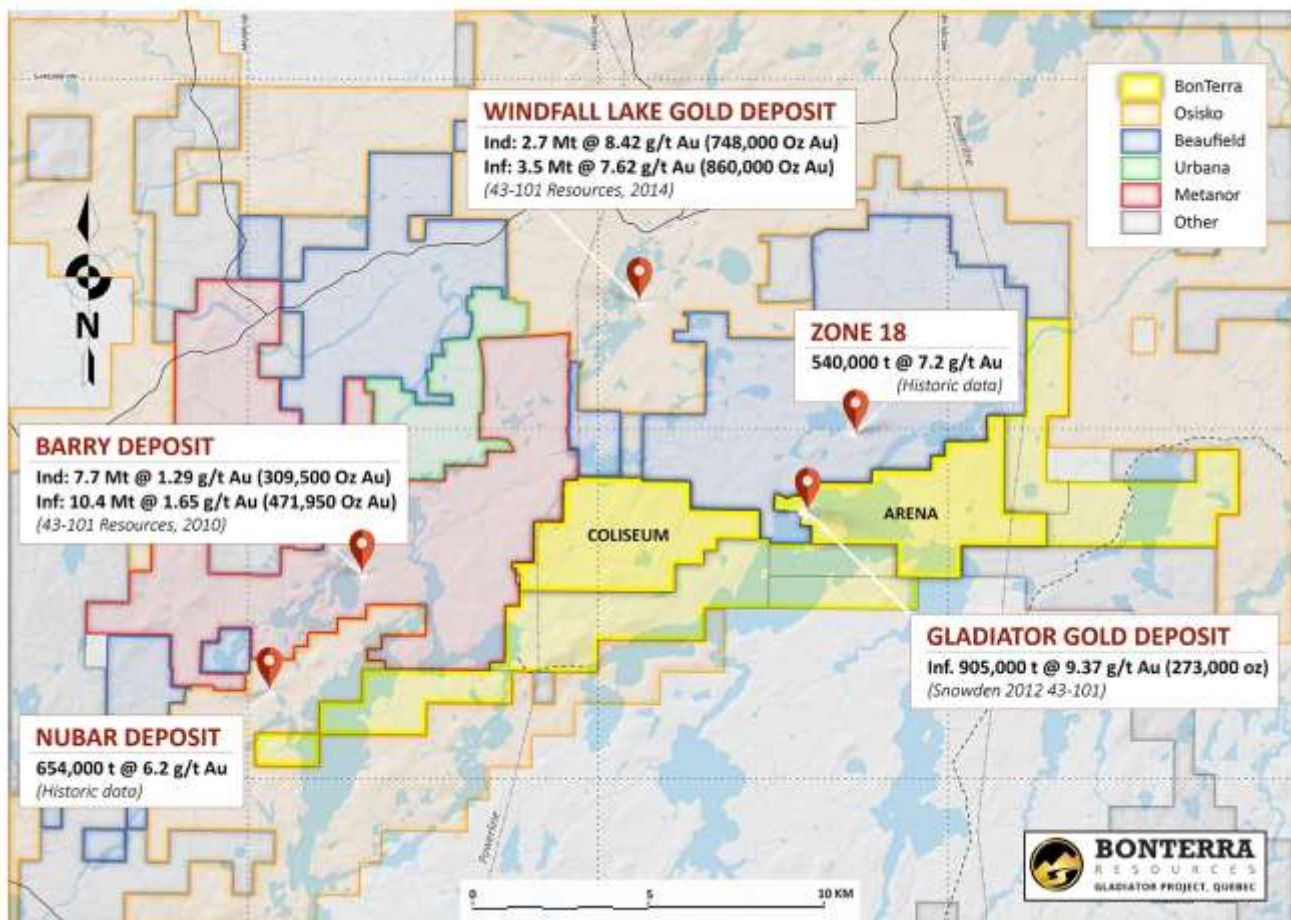 WINDFALL LAKE GOLD DEPOSIT
Ind: 2.7 Mt @ 8.42 g/t Au (748,000 Oz Au)
Inf: 3.5 Mt @ 7.62 g/t Au (860,000 Oz Au)
(43-101 Resources, 2014)
BonTerra
Osisko
Beaufield
Urbana
Metanor
Other
Powerline
N
ZONE 18
540,000 t @ 7.2 g/t Au
(Historic data)
BARRY DEPOSIT
Ind: 7.7 Mt @ 1.29 g/t Au (309,500 Oz Au)
Inf: 10.4 Mt @ 1.65 g/t Au (471,950 Oz Au)
(43-101 Resources, 2010)
COLISEUM
ARENA
GLADIATOR GOLD DEPOSIT
Inf. 905,000 t @ 9.37 g/t Au (273,000 oz)
(Snowden 2012 43-101)
NUBAR DEPOSIT
654,000 t @ 6.2 g/t Au
(Historic data)
Powerline
0 5 10 KM
BONTERRA
RESOURCES
GLADIATOR PROJECT, QUEBEC